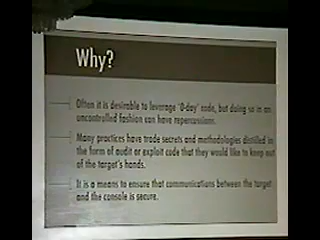 Why?
Often it is desirable to leverage '0-day' code, but doing so in an
uncontrolled fashion can have repercussions.
Many practices have trade secrets and methodologies distilled in
the form of audit or exploit code that they would like to keep out
of the target's hands.
It is a means to ensure that communications between the target
and the console is secure.